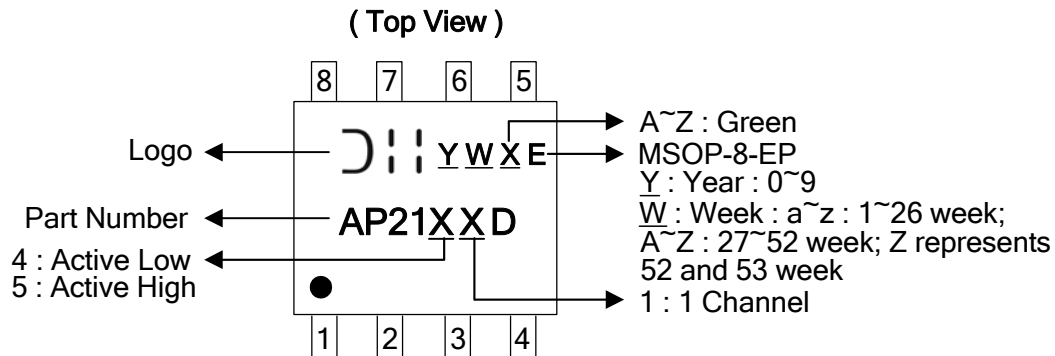 ( Top View )
8 7 6 5
A~Z : Green
Logo
Y W X E
MSOP-8-EP
Y : Year : 0~9
W : Week : a~z : 1~26 week;
A~Z : 27~52 week; Z represents
52 and 53 week
Part Number
AP21XXD
4 : Active Low
5 : Active High
1 : 1 Channel
1 2 3 4